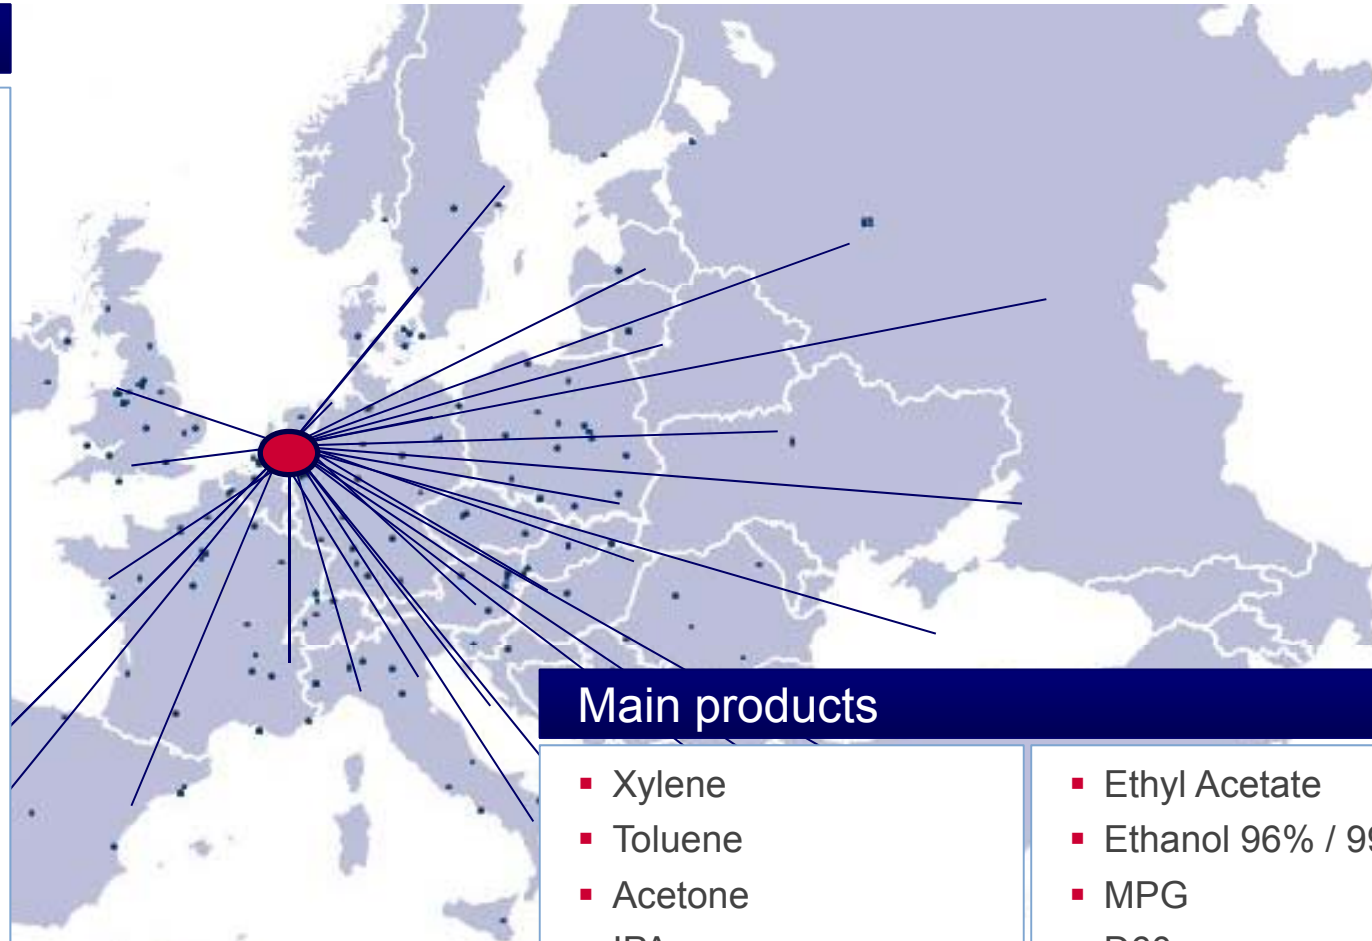 Main products
Xylene
Toluene
Acetone
Ethyl Acetate
Ethanol 96% /
MPG